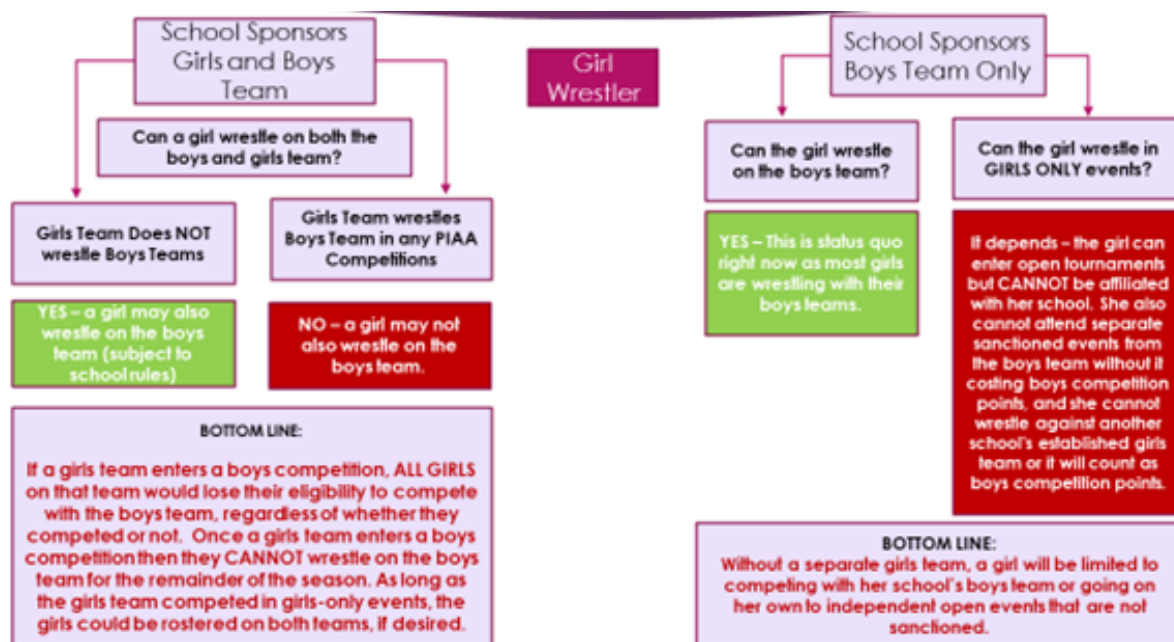 School Sponsors
Girls and Boys
Team
Girl
Wrestler
School Sponsors
Boys Team Only
Can a girl wrestle on both the
boys and girls team?
Girls Team Does NOT
wrestle Boys Teams
Girls Team wrestles
Boys Team in any PIAA
Competitions
YES – a girl may also
wrestle on the boys
team (subject to
school rules)
NO – a girl may not
also wrestle on the
boys team.
BOTTOM LINE:
If a girls team enters a boys competition, ALL GIRLS
on that team would lose their eligibility to compete
with the boys team, regardless of whether they
competed or not. Once a girls team enters a boys
competition then they CANNOT wrestle on the boys
team for the remainder of the season. As long as
the girls team competed in girls-only events, the
girls could be rostered on both teams, if desired.
Can the girl wrestle
on the boys team?
YES – This is status quo
right now as most girls
are wrestling with their
boys teams.
Can the girl wrestle in
GIRLS ONLY events?
It depends – the girl can
enter open tournaments
but CANNOT be affiliated
with her school. She also
cannot attend separate
sanctioned events from
the boys team without it
costing boys competition
points, and she cannot
wrestle against another
school's established girls
team or it will count as
boys competition points.
BOTTOM LINE:
Without a separate girls team, a girl will be limited to
competing with her school's boys team or going on
her own to independent open events that are not
sanctioned.